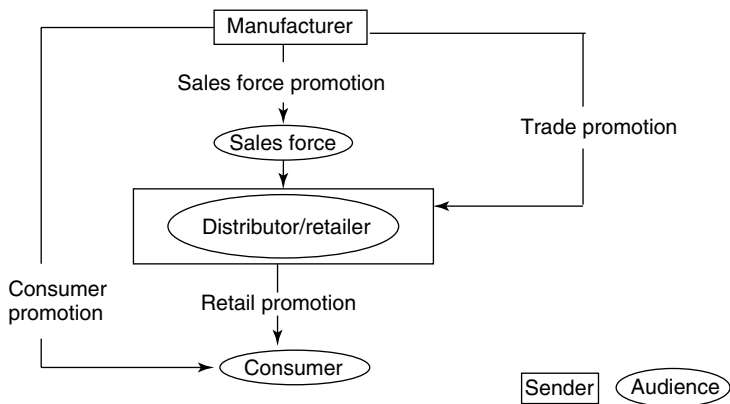 Manufacturer
Sales force promotion
Trade promotion
Sales force
Distributor/retailer
Consumer
promotion
Retail promotion
Consumer
Sender
Audience